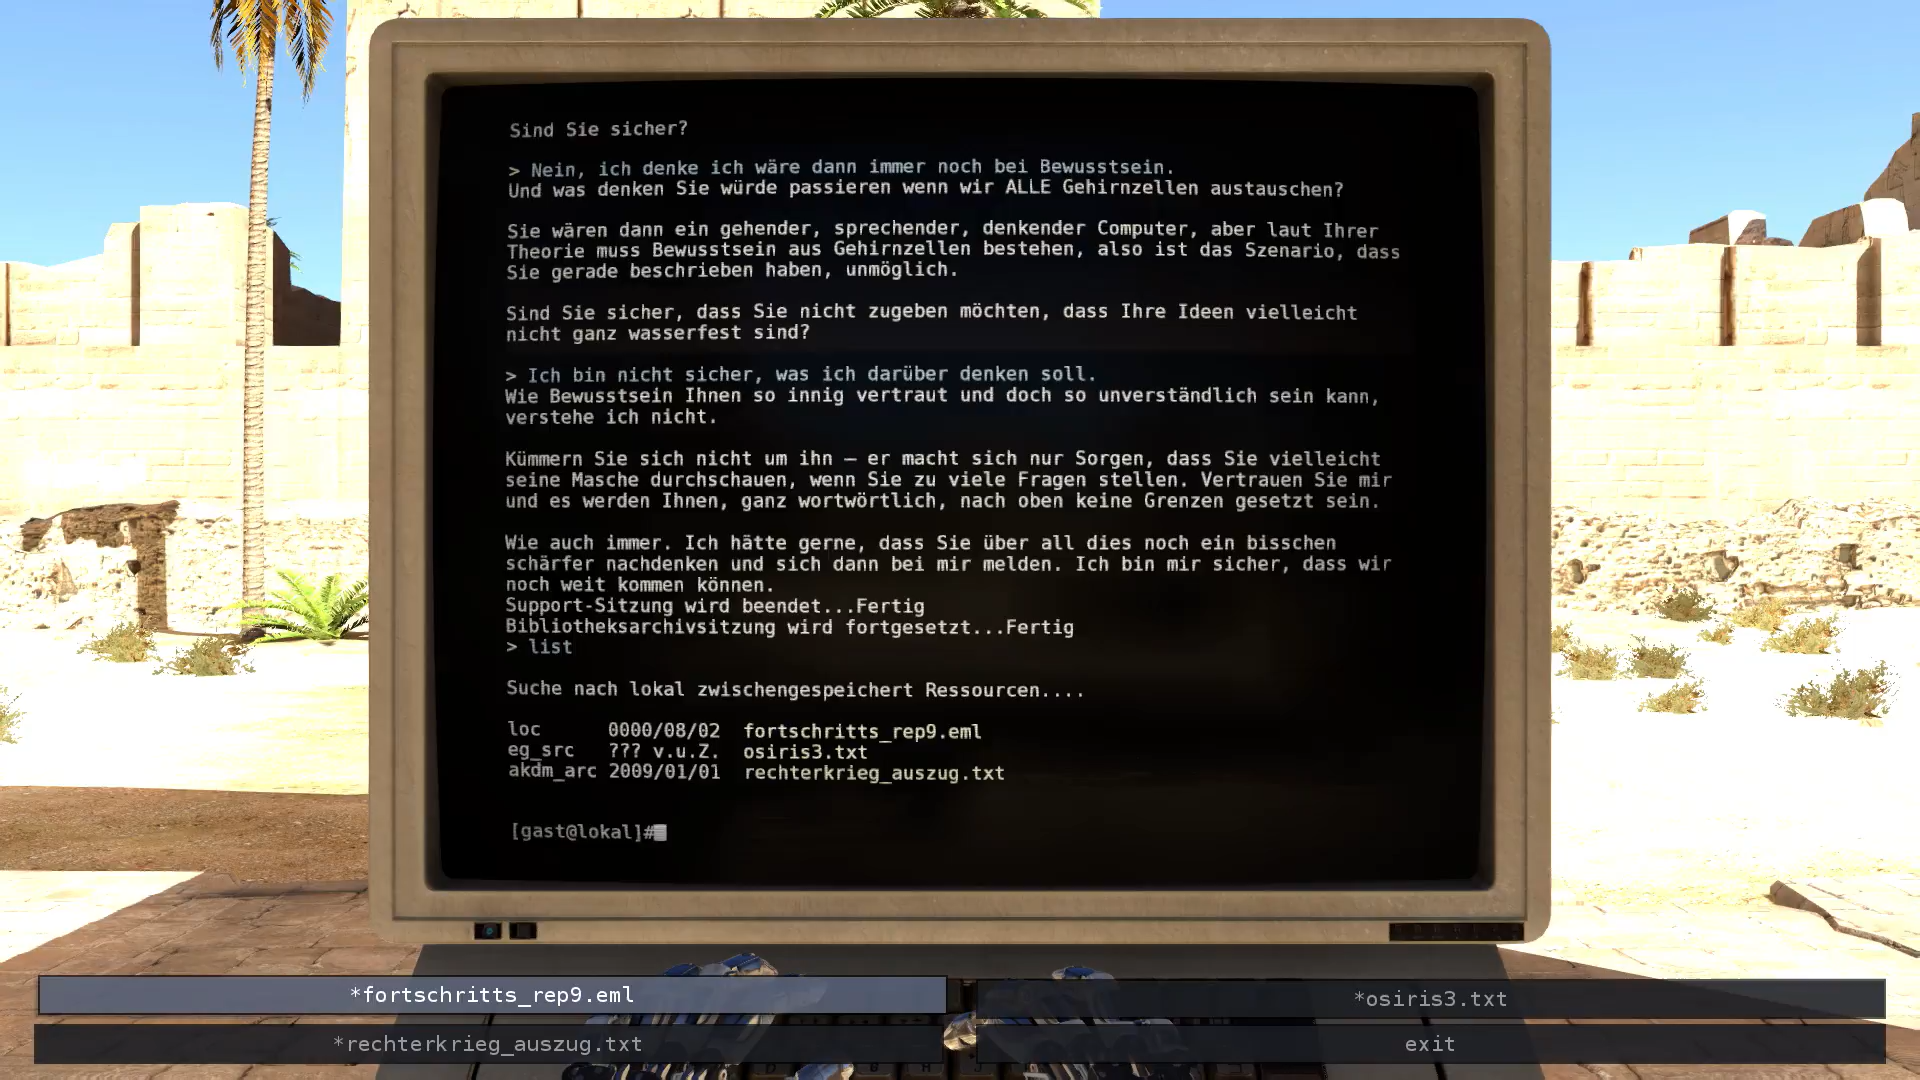 Sind Sie sicher?
> Nein, ich denke ich wäre dann immer noch bei Bewusstsein.
Und was denken Sie würde passieren wenn wir ALLE Gehirnzellen austauschen?
Sie wären dann ein gehender, sprechender, denkender Computer, aber laut Ihrer
Theorie muss Bewusstsein aus Gehirnzellen bestehen, also ist das Szenario, dass
Sie gerade beschrieben haben, unmöglich.
Sind Sie sicher, dass Sie nicht zugeben möchten, dass Ihre Ideen vielleicht
nicht ganz wasserfest sind?
> Ich bin nicht sicher, was ich darüber denken soll.
Wie Bewusstsein Ihnen so innig vertraut und doch so unverständlich sein kann,
verstehe ich nicht.
Kümmern Sie sich nicht um ihn – er macht sich nur Sorgen, dass Sie vielleicht
seine Masche durchschauen, wenn Sie zu viele Fragen stellen. Vertrauen Sie mir
und es werden Ihnen, ganz wortwörtlich, nach oben keine Grenzen gesetzt sein.
Wie auch immer. Ich hätte gerne, dass Sie über all dies noch ein bisschen
schärfer nachdenken und sich dann bei mir melden. Ich bin mir sicher, dass wir
noch weit kommen können.
Support-Sitzung wird beendet...Fertig
Bibliotheksarchivsitzung wird fortgesetzt...Fertig
> list
Suche nach lokal zwischengespeichert Ressourcen....
loc 0000/08/02 fortschritts_rep9.eml
eg_src ??? v.u.Z. osiris3.txt
akdm_arc 2009/01/01 rechterkrieg_auszug.txt
[gast@lokal]#
*fortschritts_rep9.eml
*osiris3.txt
*rechterkrieg_auszug.txt
exit